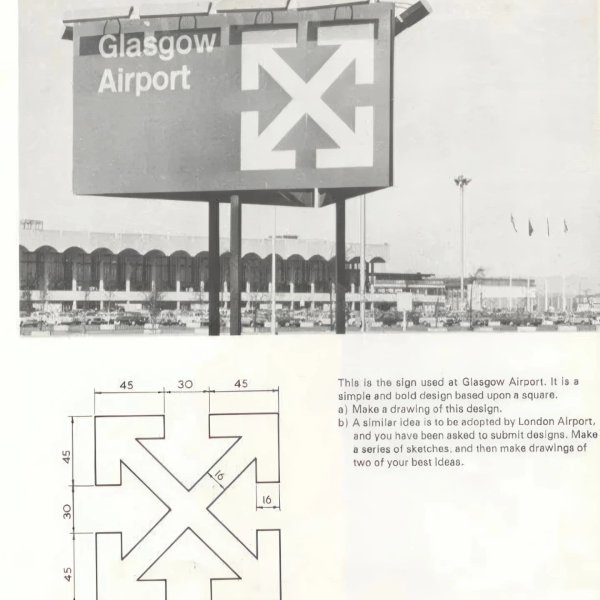 Glasgow
Airport
45 30 45
This is the sign used at Glasgow Airport. It is a
simple and bold design based upon a square.
a) Make a drawing of this design.
b) A similar idea is to be adopted by London Airport,
and you have been asked to submit designs. Make
a series of sketches, and then make drawings of
two of your best ideas.
45
16
16
30
45